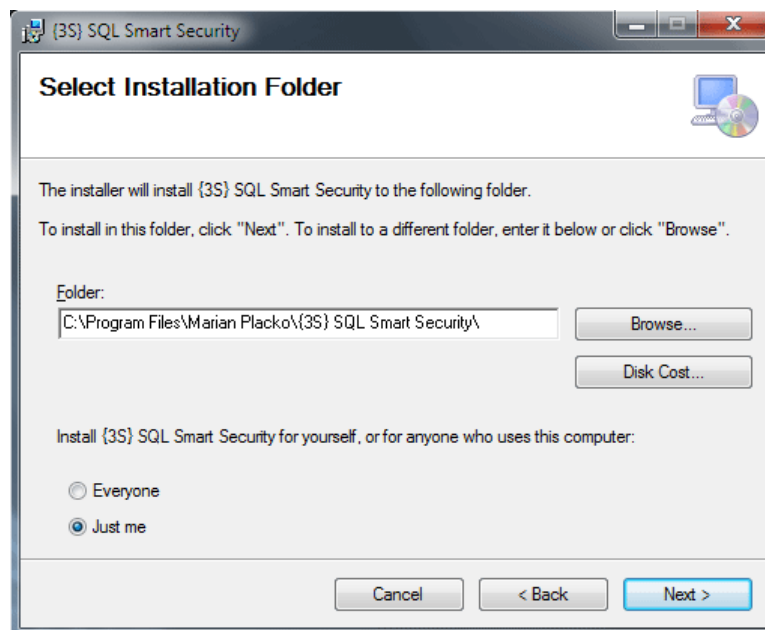 {3S} SQL Smart Security
Select Installation Folder
The installer will install {3S} SQL Smart Security to the following folder.
To install in this folder, click "Next". To install to a different folder, enter it below or click "Browse".
Folder:
C:\Program Files\Marian Placko\{3S} SQL Smart Security\
Browse...
Disk Cost...
Install {3S} SQL Smart Security for yourself, or for anyone who uses this computer:
Everyone
Just me
Cancel
< Back
Next >